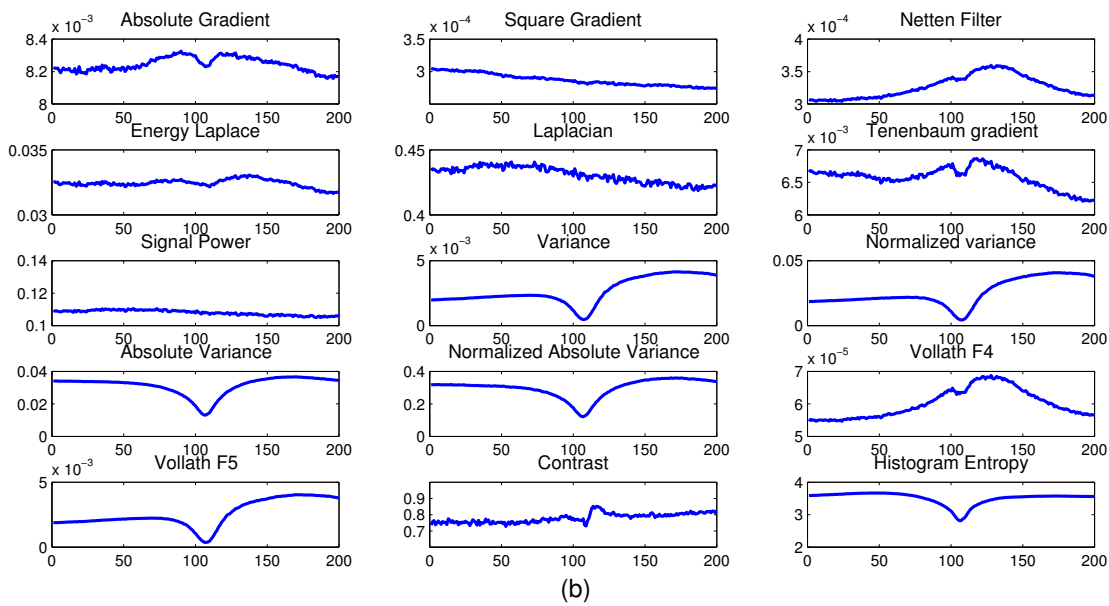 Absolute Gradient Square Gradient Netten Filter
x 10⁻³ x 10⁻⁴ x 10⁻⁴
8.4 3.5 4
8.2 3 3.5
8 3
0 50 100 150 200 0 50 100 150 200 0 50 100 150 200
Energy Laplace Laplacian Tenenbaum gradient
x 10⁻³
0.035 0.45 7
6.5
0.03 0.4 6
0 50 100 150 200 0 50 100 150 200 0 50 100 150 200
Signal Power Variance Normalized variance
x 10⁻³
0.14 5 0.05
0.12
0.1 0 0
0 50 100 150 200 0 50 100 150 200 0 50 100 150 200
Absolute Variance Normalized Absolute Variance Vollath F4
x 10⁻⁵
0.04 0.4 7
0.02 0.2 6
0 0 5
0 50 100 150 200 0 50 100 150 200 0 50 100 150 200
Vollath F5 Contrast Histogram Entropy
x 10⁻³
5 0.9 4
0.8 3
0.7
0 2
0 50 100 150 200 0 50 100 150 200 0 50 100 150 200
(b)